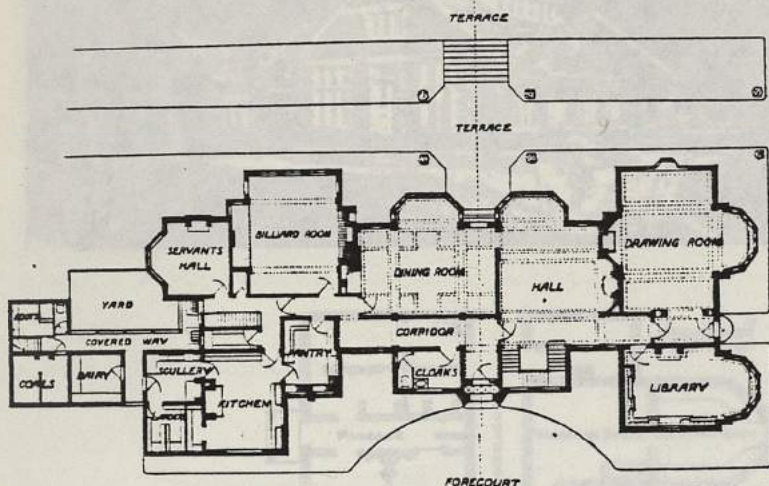 TERRACE
TERRACE
BILLIARD ROOM
SERVANTS
HALL
DRAWING ROOM
DINING ROOM
HALL
YARD
CORRIDOR
COVERED WAY
PANTRY
CLOAKS
COALS
DAIRY
SCULLERY
KITCHEN
LIBRARY
FORECOURT